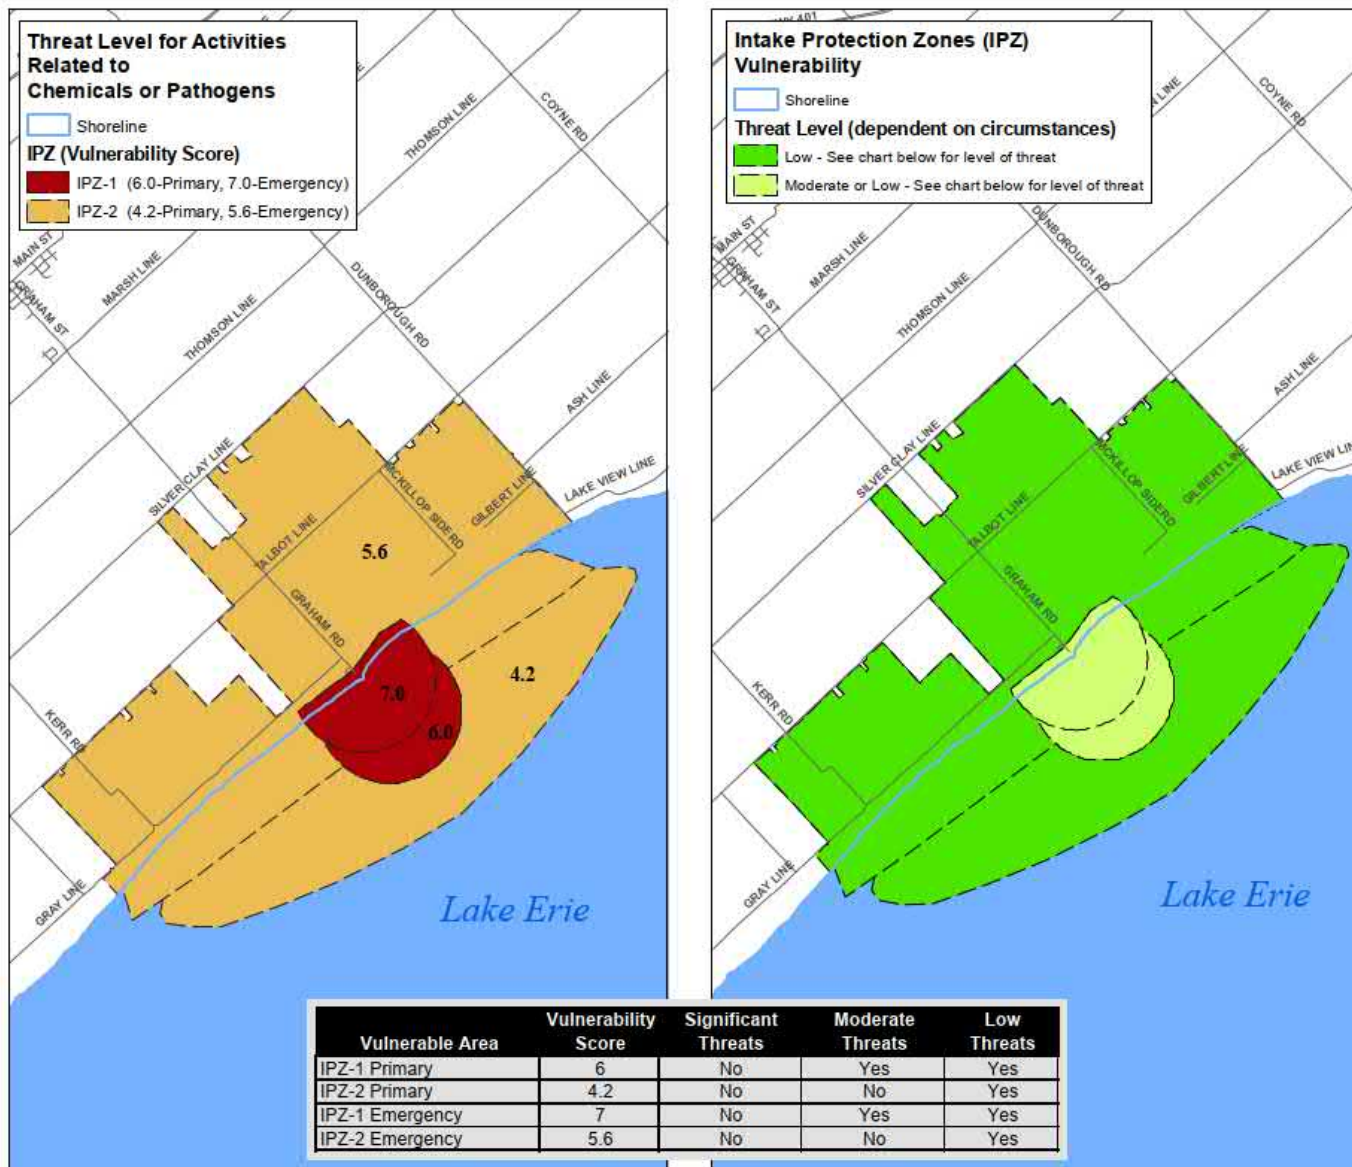 Threat Level for Activities
Related to
Chemicals or Pathogens
Shoreline
IPZ (Vulnerability Score)
IPZ-1 (6.0-Primary, 7.0-Emergency)
IPZ-2 (4.2-Primary, 5.6-Emergency)
COYNE RD
THOMSON LINE
MAIN ST
GRAHAM ST
MARSH LINE
THOMSON LINE
DUNBOROUGH RD
ASH LINE
SILVER CLAY LINE
TALBOT LINE
MCKILLOP SIDERD
GILBERT LINE
LAKE VIEW LINE
5.6
GRAHAM RD
4.2
7.0
6.0
KERR RD
GRAY LINE
Lake Erie
Intake Protection Zones (IPZ)
Vulnerability
Shoreline
Threat Level (dependent on circumstances)
Low - See chart below for level of threat
Moderate or Low - See chart below for level of threat
401
COYNE RD
N LINE
MAIN ST
GRAHAM ST
MARSH LINE
THOMSON LINE
DUNBOROUGH RD
ASH LINE
SILVER CLAY LINE
TALBOT LINE
MCKILLOP SIDERD
GILBERT LINE
LAKE VIEW LIN
GRAHAM RD
KERR RD
GRAY LINE
Lake Erie
Vulnerable Area Vulnerability Score Significant Threats Moderate Threats Low Threats
IPZ-1 Primary 6 No Yes Yes
IPZ-2 Primary 4.2 No No Yes
IPZ-1 Emergency 7 No Yes Yes
IPZ-2 Emergency 5.6 No No Yes